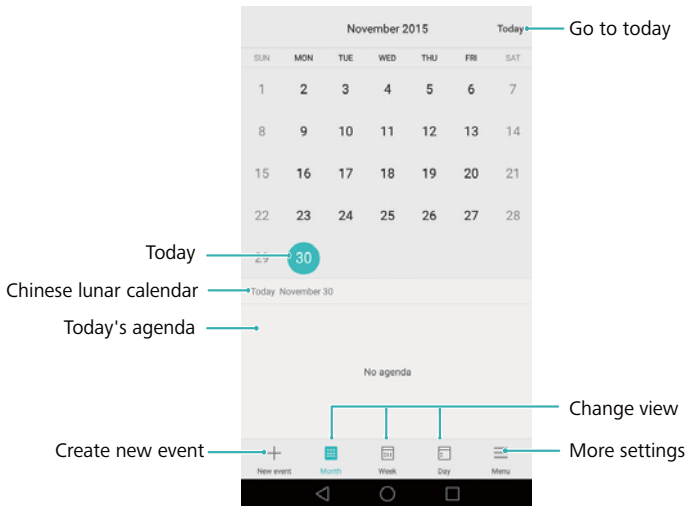 November 2015 Today Go to today
SUN MON TUE WED THU FRI SAT
1 2 3 4 5 6 7
8 9 10 11 12 13 14
15 16 17 18 19 20 21
22 23 24 25 26 27 28
Today 29 30
Chinese lunar calendar Today November 30
Today's agenda
No agenda
Change view
Create new event More settings
New event Month Week Day Menu